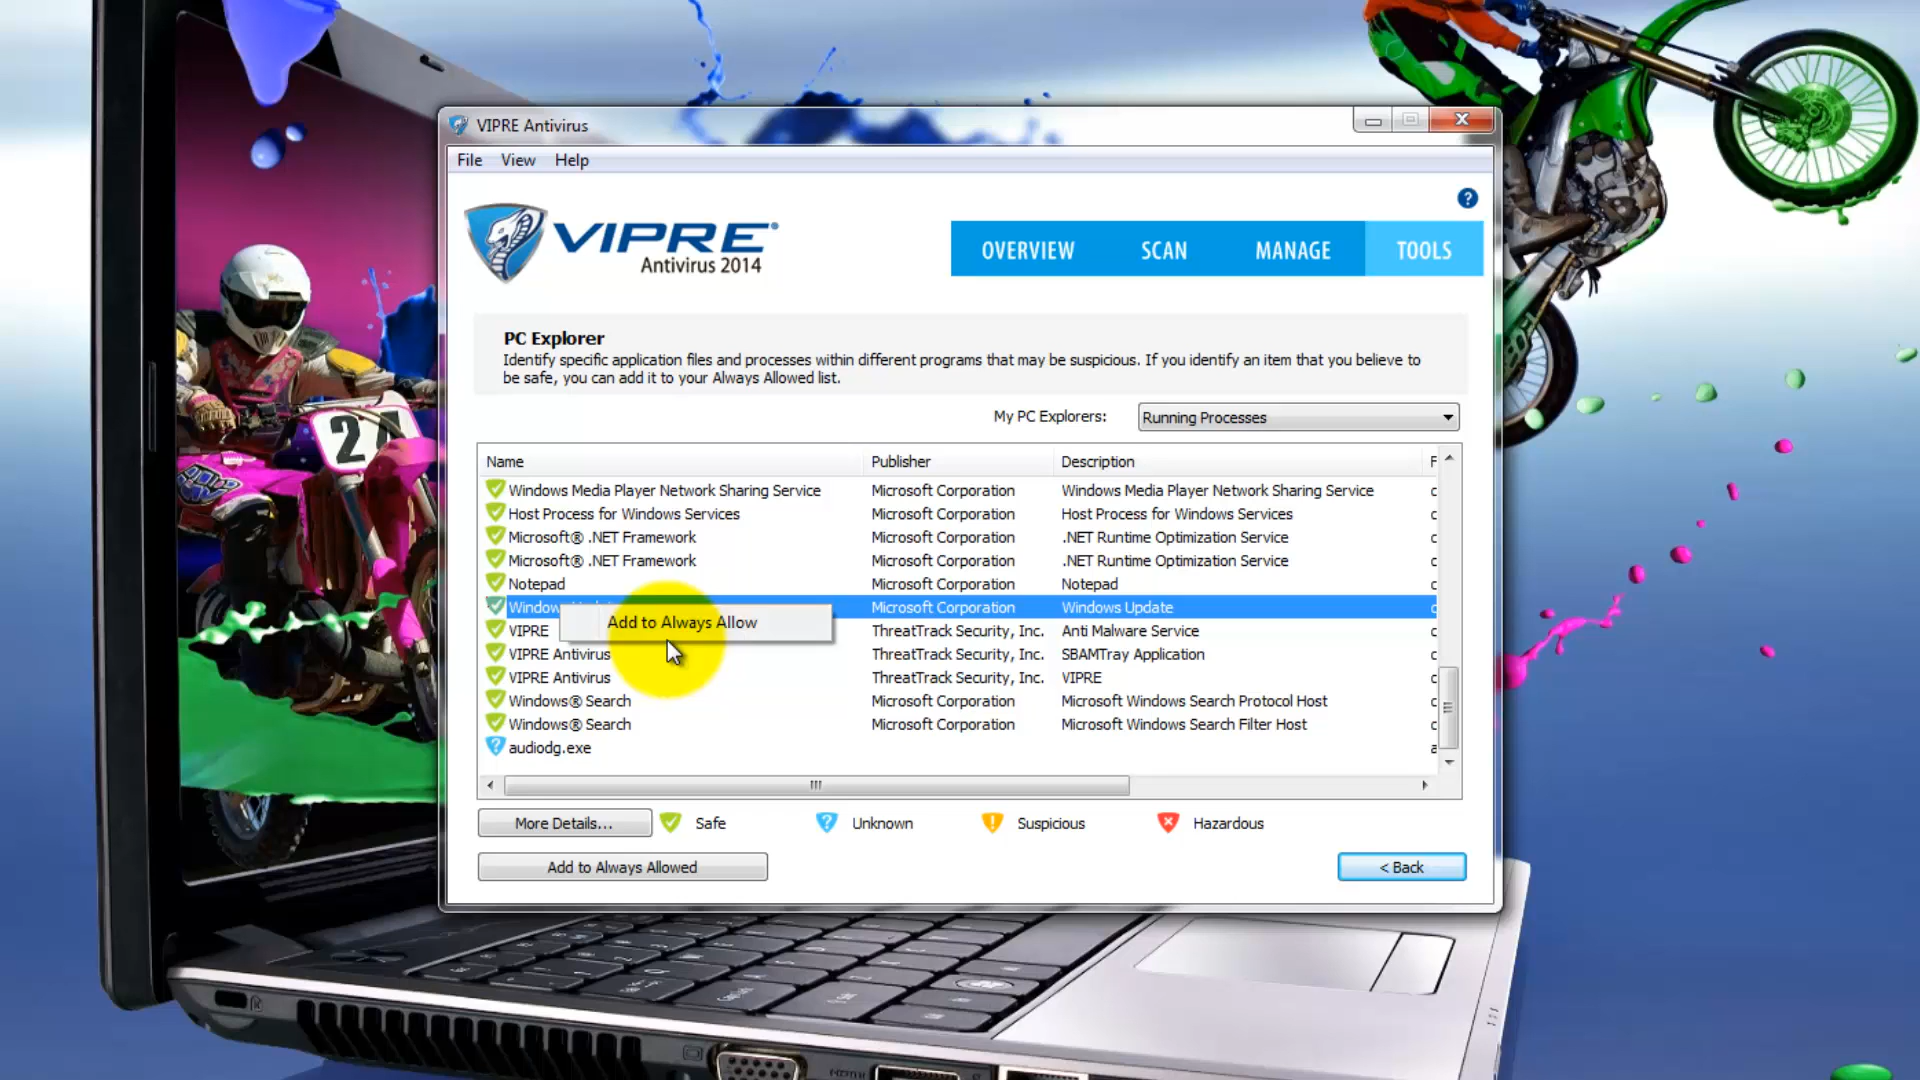 VIPRE Antivirus
File View Help
VIPRE
Antivirus 2014
OVERVIEW SCAN MANAGE TOOLS
PC Explorer
Identify specific application files and processes within different programs that may be suspicious. If you identify an item that you believe to
be safe, you can add it to your Always Allowed list.
My PC Explorers: Running Processes
Name Publisher Description F
Windows Media Player Network Sharing Service Microsoft Corporation Windows Media Player Network Sharing Service c
Host Process for Windows Services Microsoft Corporation Host Process for Windows Services c
Microsoft® .NET Framework Microsoft Corporation .NET Runtime Optimization Service c
Microsoft® .NET Framework Microsoft Corporation .NET Runtime Optimization Service c
Notepad Microsoft Corporation Notepad c
Microsoft Corporation Windows Update c
Add to Always Allow
VIPRE ThreatTrack Security, Inc. Anti Malware Service c
VIPRE Antivirus ThreatTrack Security, Inc. SBAMTray Application c
VIPRE Antivirus ThreatTrack Security, Inc. VIPRE c
Windows® Search Microsoft Corporation Microsoft Windows Search Protocol Host c
Windows® Search Microsoft Corporation Microsoft Windows Search Filter Host c
audiodg.exe a
More Details... Safe Unknown Suspicious Hazardous
Add to Always Allowed < Back